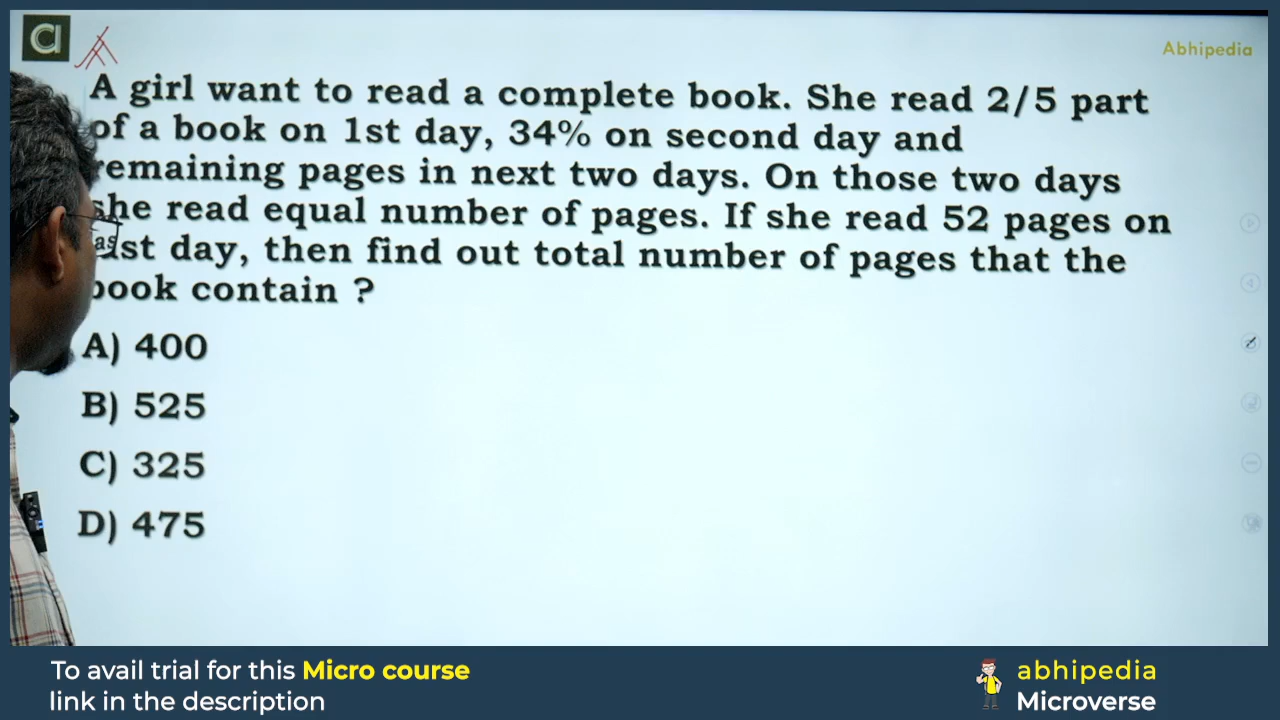 a
Abhipedia
A girl want to read a complete book. She read 2/5 part
of a book on 1st day, 34% on second day and
remaining pages in next two days. On those two days
she read equal number of pages. If she read 52 pages on
last day, then find out total number of pages that the
book contain ?
A) 400
B) 525
C) 325
D) 475
To avail trial for this Micro course
link in the description
abhipedia
Microverse